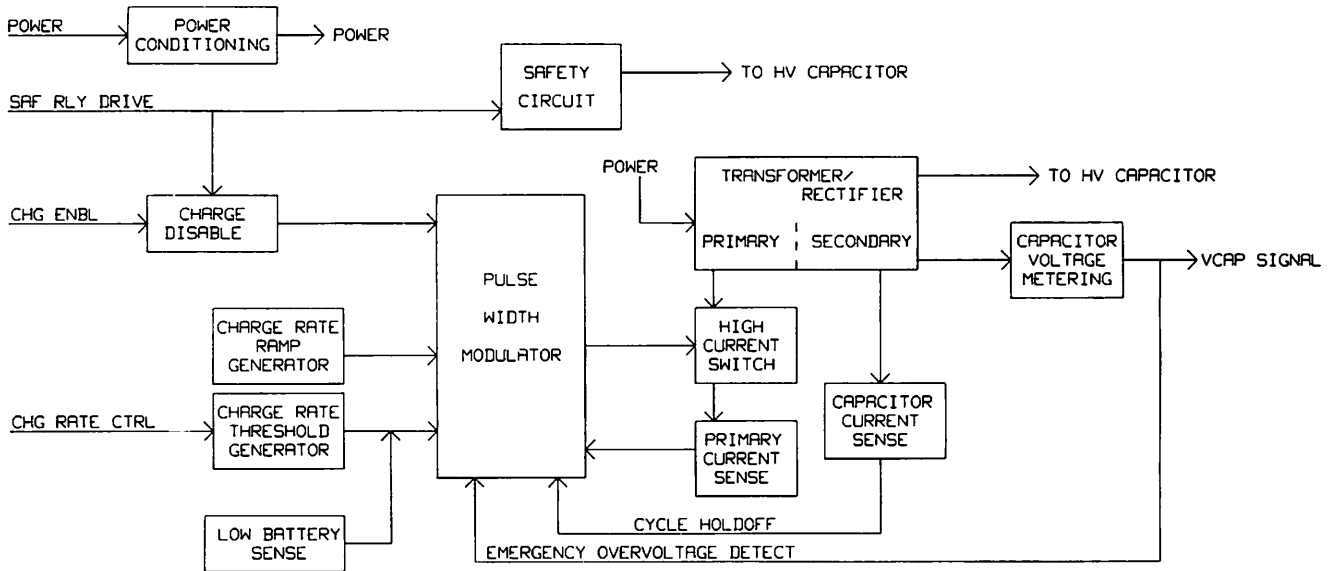 POWER
POWER
CONDITIONING
POWER
SAFETY
CIRCUIT
TO HV CAPACITOR
SAF RLY DRIVE
POWER
TRANSFORMER/
RECTIFIER
PRIMARY
SECONDARY
TO HV CAPACITOR
CHG ENBL
CHARGE
DISABLE
CAPACITOR
VOLTAGE
METERING
VCAP SIGNAL
PULSE
WIDTH
MODULATOR
CHARGE RATE
RAMP
GENERATOR
HIGH
CURRENT
SWITCH
CHG RATE CTRL
CHARGE RATE
THRESHOLD
GENERATOR
CAPACITOR
CURRENT
SENSE
PRIMARY
CURRENT
SENSE
LOW BATTERY
SENSE
CYCLE HOLDOFF
EMERGENCY OVERVOLTAGE DETECT